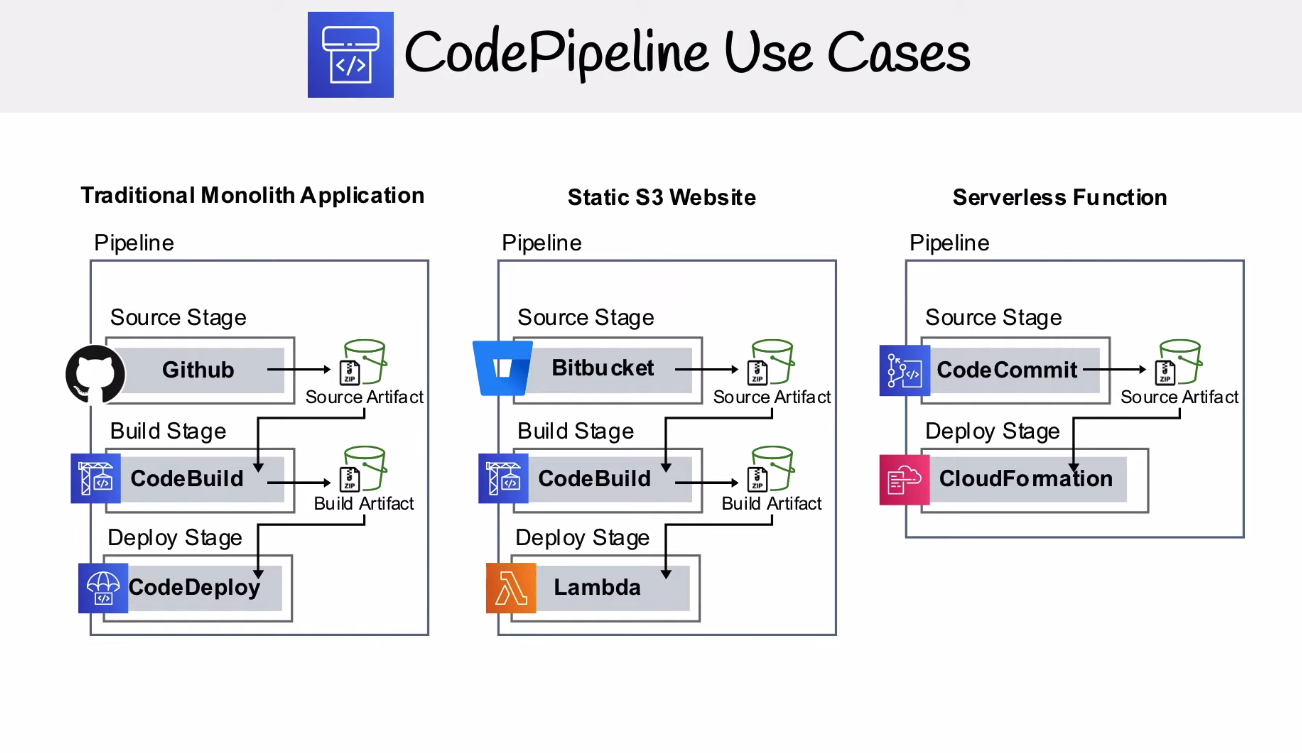 CodePipeline Use Cases
Traditional Monolith Application
Pipeline
Source Stage
Github
ZIP
Source Artifact
Build Stage
CodeBuild
ZIP
Build Artifact
Deploy Stage
CodeDeploy
Static S3 Website
Pipeline
Source Stage
Bitbucket
ZIP
Source Artifact
Build Stage
CodeBuild
ZIP
Build Artifact
Deploy Stage
Lambda
Serverless Function
Pipeline
Source Stage
CodeCommit
ZIP
Source Artifact
Deploy Stage
CloudFormation